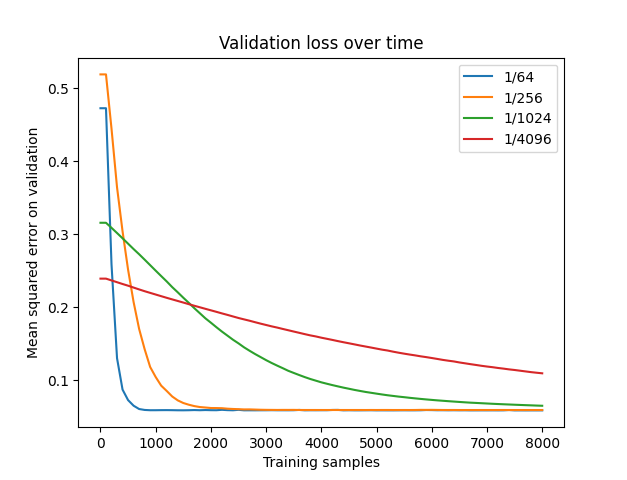 Validation loss over time
Mean squared error on validation
0.5
0.4
0.3
0.2
0.1
1/64
1/256
1/1024
1/4096
0 1000 2000 3000 4000 5000 6000 7000 8000
Training samples